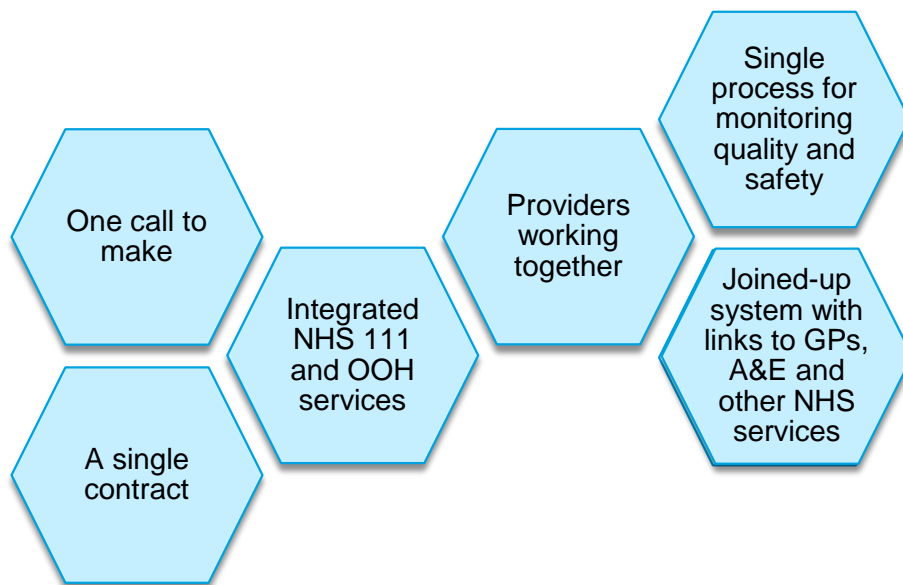 One call to
make
A single
contract
Integrated
NHS 111
and OOH
services
Providers
working
together
Single
process for
monitoring
quality and
safety
Joined-up
system with
links to GPs,
A&E and
other NHS
services